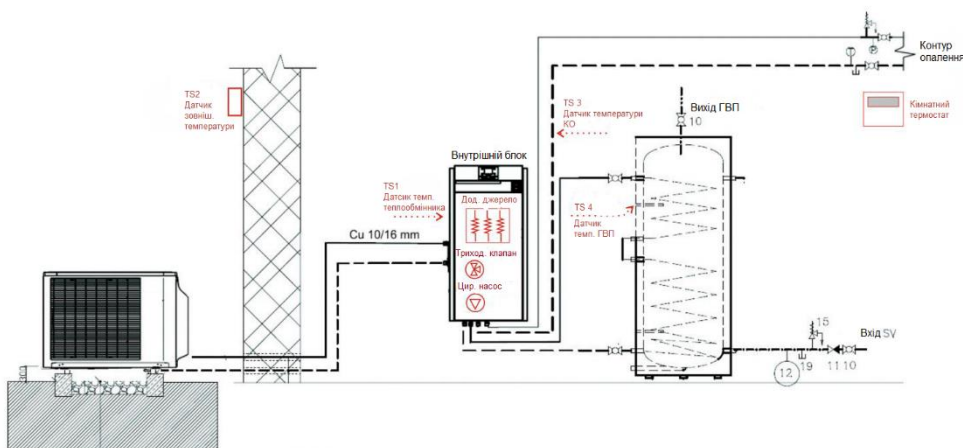 TS2
Датчик
зовніш.
температури
TS1
Датсик темп.
теплообмінника
Cu 10/16 mm
Внутрішній блок
Дод. джерело
Триход. клапан
Цир. насос
TS 3
Датчик температури
КО
TS 4
Датчик
темп. ГВП
Вихід ГВП
10
T
P
Контур
опалення
Кімнатний
термостат
15
Вхід SV
12
19
11
10